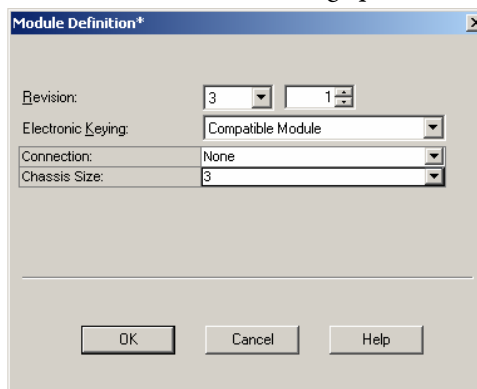 Module Definition*
Revision: 3 1
Electronic Keying: Compatible Module
Connection: None
Chassis Size: 3
OK Cancel Help